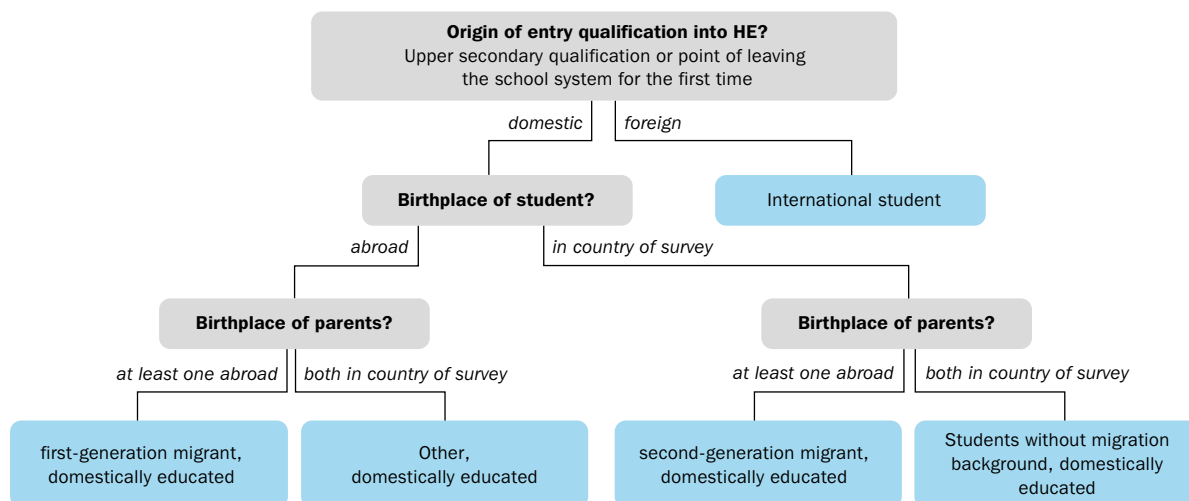 Origin of entry qualification into HE?
Upper secondary qualification or point of leaving
the school system for the first time
domestic
foreign
Birthplace of student?
International student
abroad
in country of survey
Birthplace of parents?
Birthplace of parents?
at least one abroad
both in country of survey
at least one abroad
both in country of survey
first-generation migrant,
domestically educated
Other,
domestically educated
second-generation migrant,
domestically educated
Students without migration
background, domestically
educated